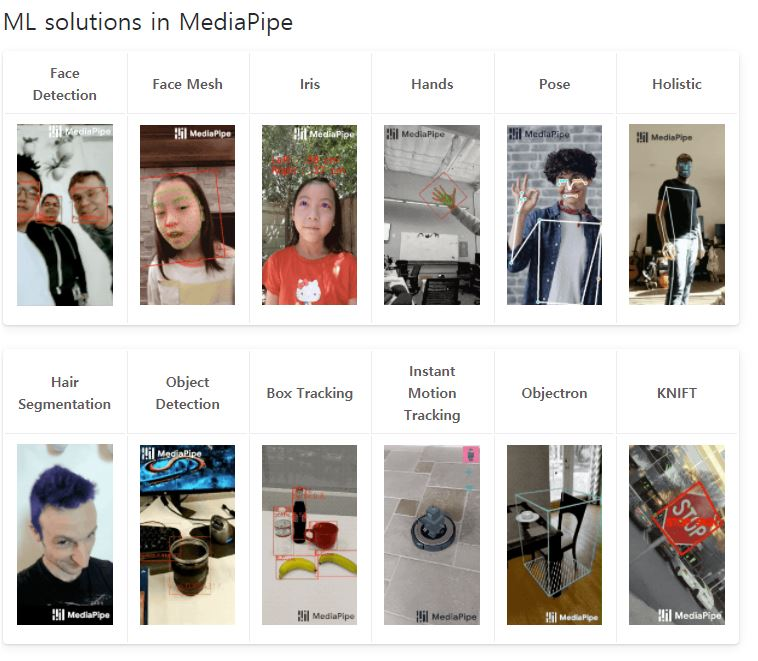 ML solutions in MediaPipe
Face
Detection
Face Mesh
Iris
Hands
Pose
Holistic
MediaPipe
MediaPipe
MediaPipe
MediaPipe
MediaPipe
MediaPipe
Hair
Segmentation
Object
Detection
Box Tracking
Instant
Motion
Tracking
Objectron
KNIFT
MediaPipe
MediaPipe
MediaPipe
MediaPipe
MediaPipe
STOP
MediaPipe